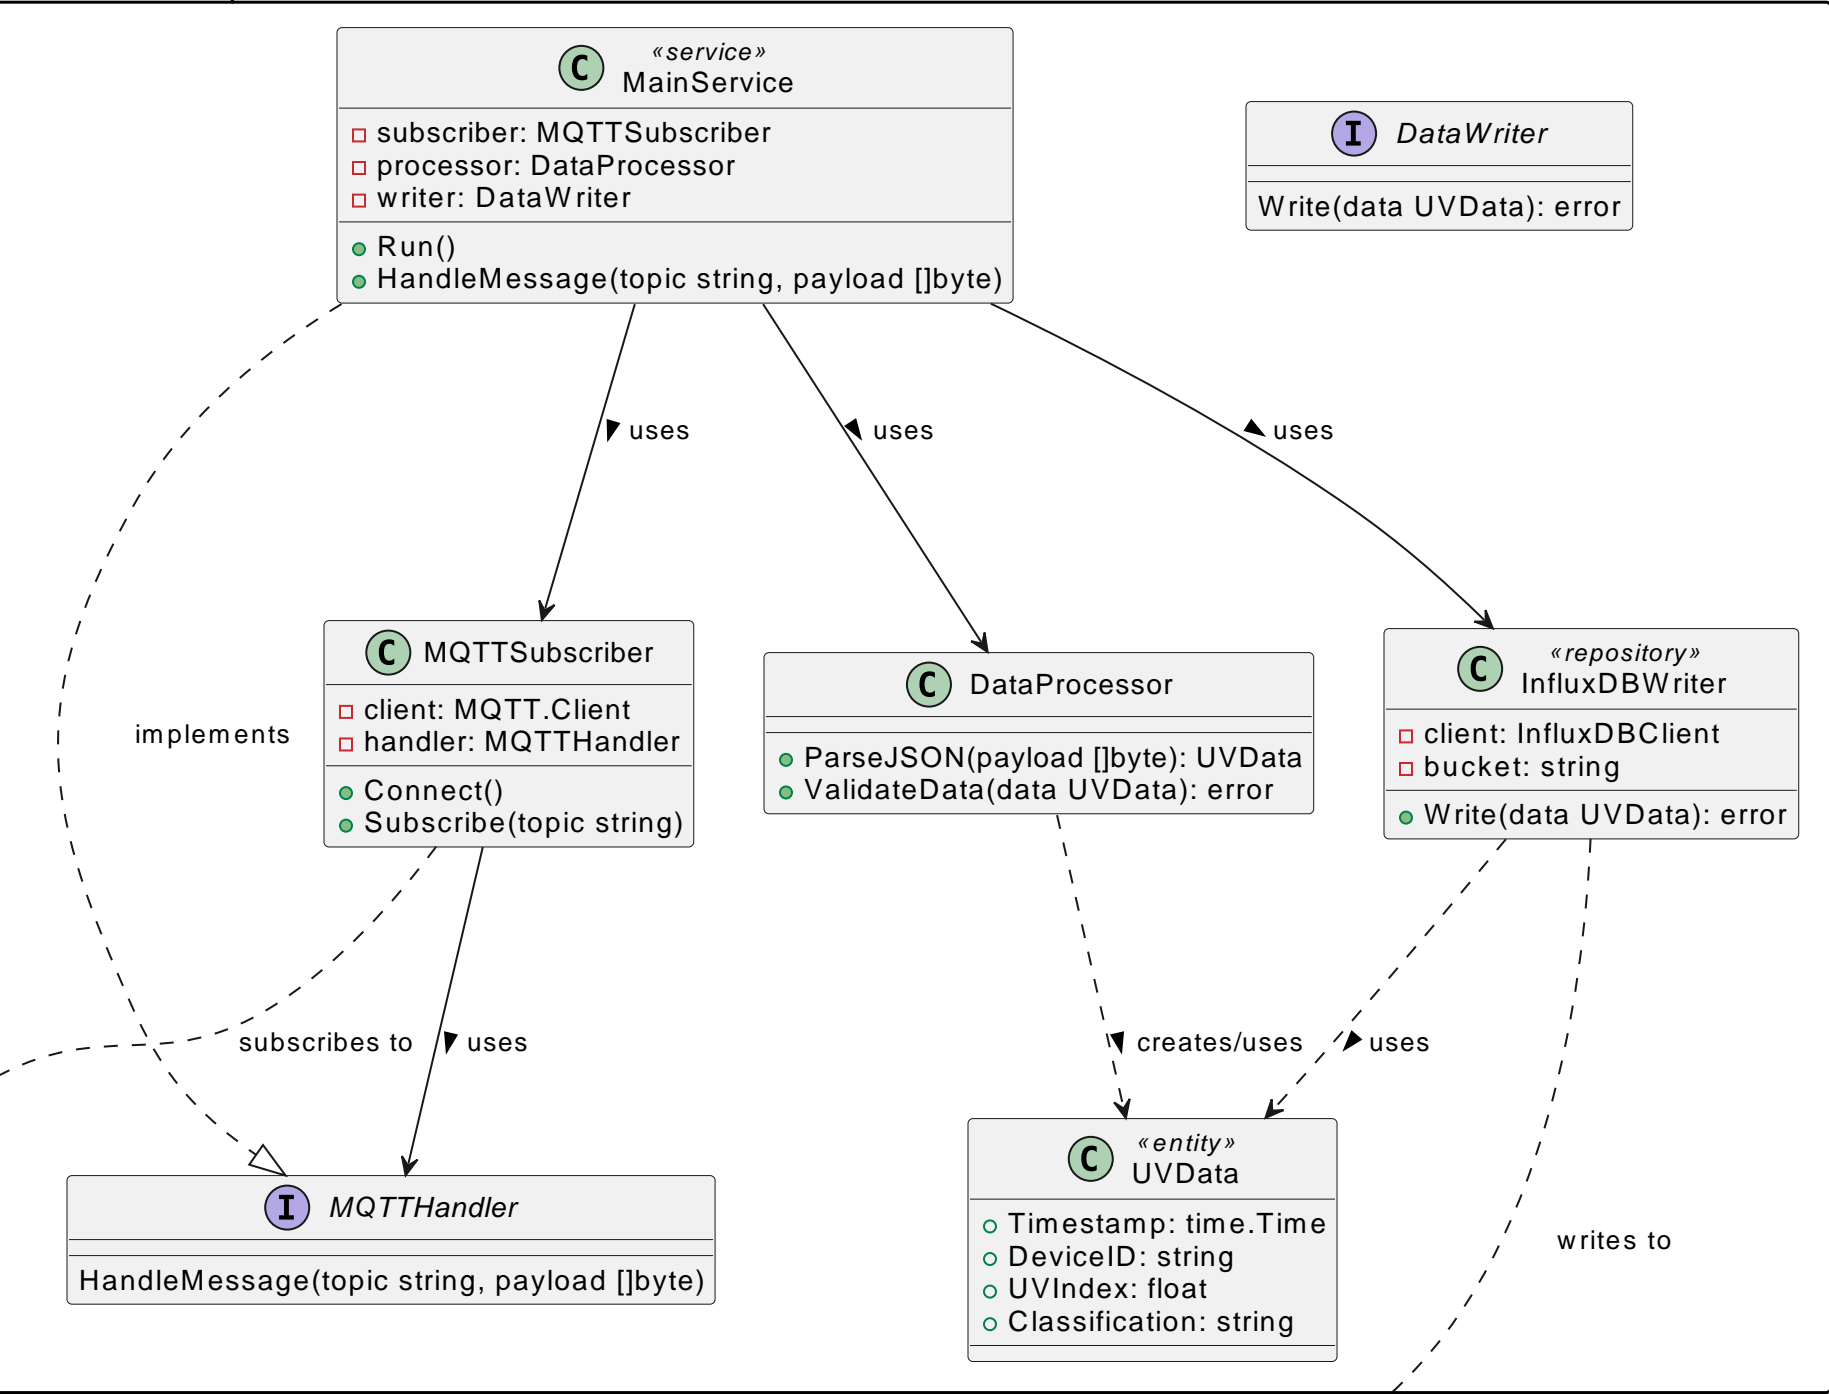 «service»
C MainService
subscriber: MQTTSubscriber
processor: DataProcessor
writer: DataWriter
Run()
HandleMessage(topic string, payload []byte)
I DataWriter
Write(data UVData): error
uses
uses
uses
implements
C MQTTSubscriber
client: MQTT.Client
handler: MQTTHandler
Connect()
Subscribe(topic string)
C DataProcessor
ParseJSON(payload []byte): UVData
ValidateData(data UVData): error
«repository»
C InfluxDBWriter
client: InfluxDBClient
bucket: string
Write(data UVData): error
subscribes to
uses
creates/uses
uses
I MQTTHandler
HandleMessage(topic string, payload []byte)
«entity»
C UVData
Timestamp: time.Time
DeviceID: string
UVIndex: float
Classification: string
writes to